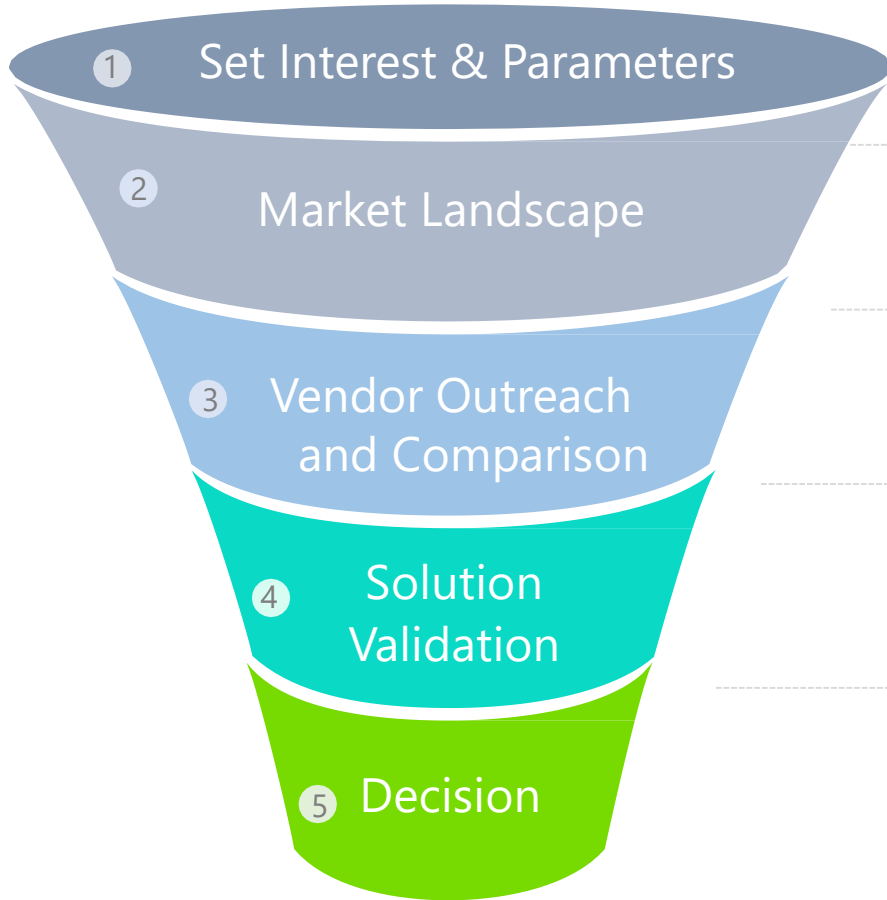 1 Set Interest & Parameters
2 Market Landscape
3 Vendor Outreach
and Comparison
4 Solution
Validation
5 Decision